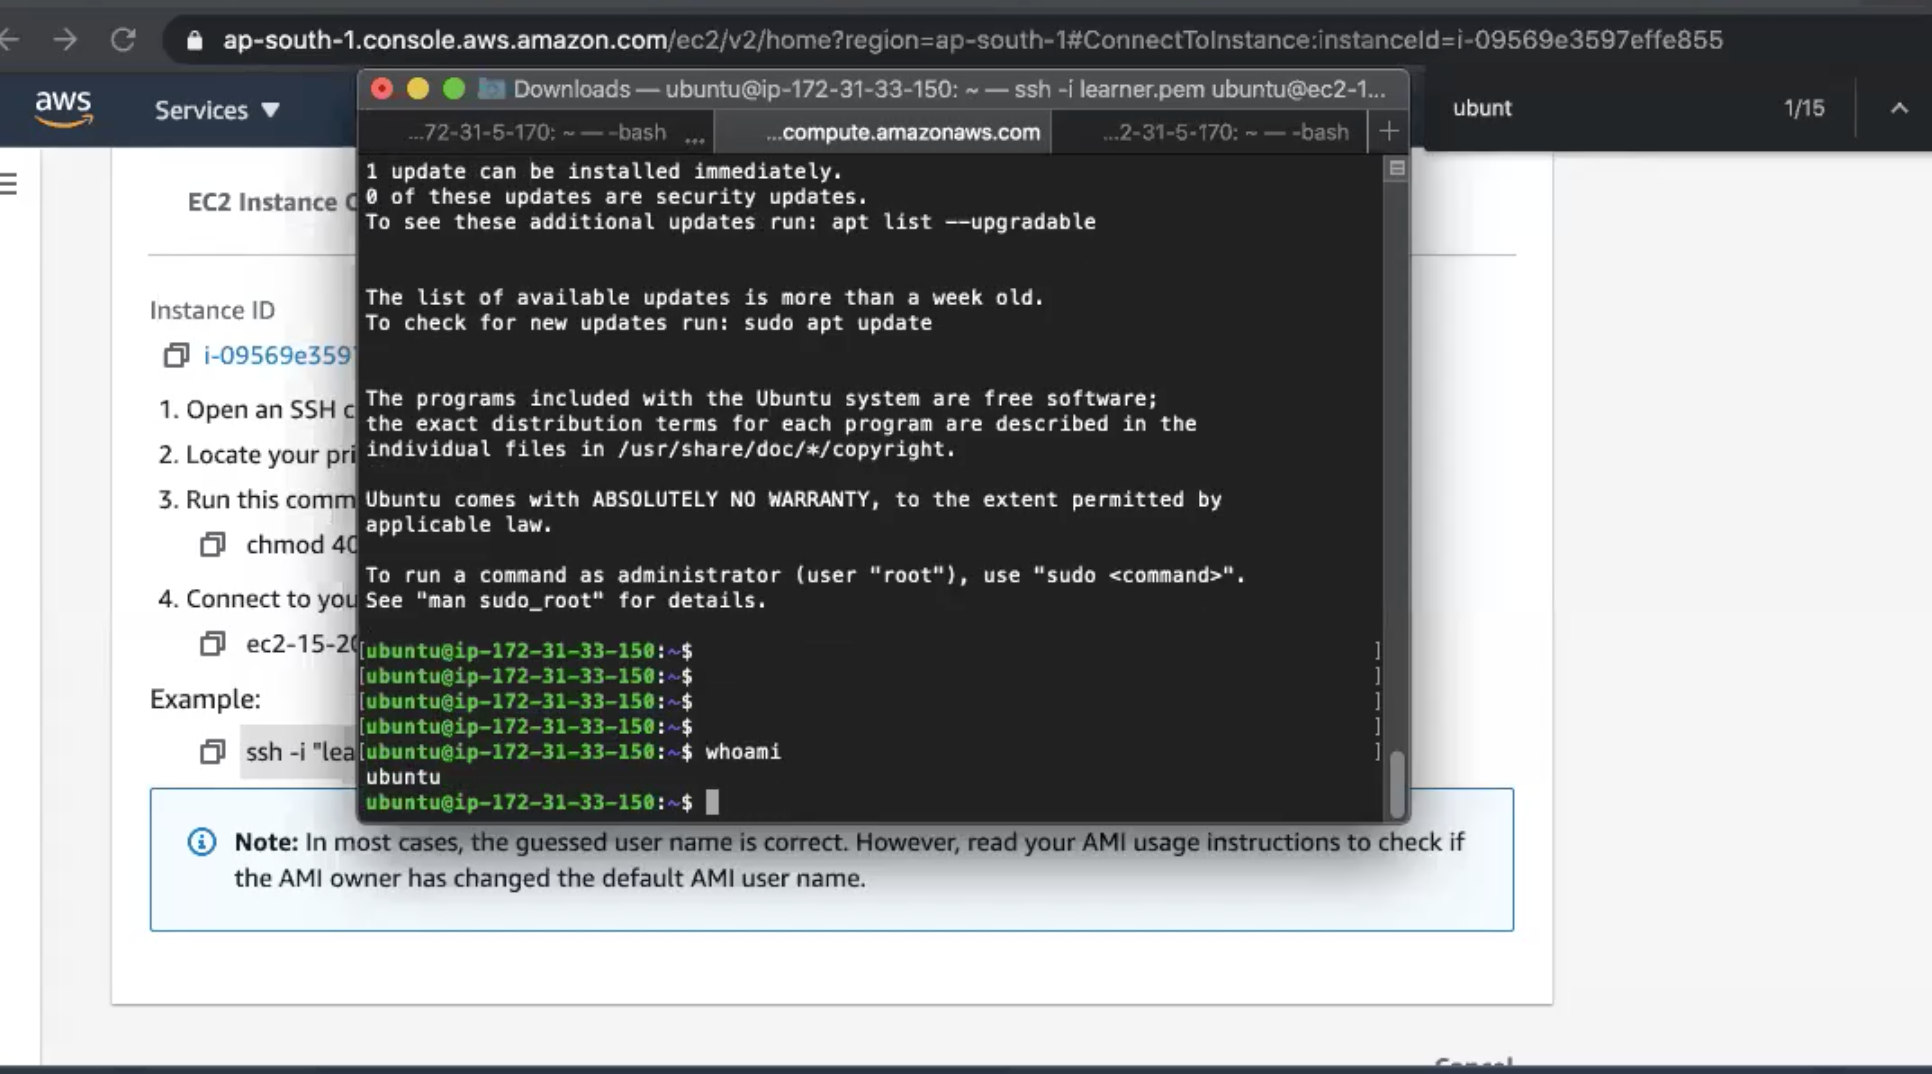 ap-south-1.console.aws.amazon.com/ec2/v2/home?region=ap-south-1#ConnectToInstance:instanceId=i-09569e3597effe855
aws
Services
ubunt
1/15
Downloads — ubuntu@ip-172-31-33-150: ~ — ssh -i learner.pem ubuntu@ec2-1...
...72-31-5-170: ~ — -bash ...
...compute.amazonaws.com
...2-31-5-170: ~ — -bash
+
1 update can be installed immediately.
0 of these updates are security updates.
To see these additional updates run: apt list --upgradable
The list of available updates is more than a week old.
To check for new updates run: sudo apt update
The programs included with the Ubuntu system are free software;
the exact distribution terms for each program are described in the
individual files in /usr/share/doc/*/copyright.
Ubuntu comes with ABSOLUTELY NO WARRANTY, to the extent permitted by
applicable law.
To run a command as administrator (user "root"), use "sudo <command>".
See "man sudo_root" for details.
[ubuntu@ip-172-31-33-150:~$ ]
[ubuntu@ip-172-31-33-150:~$ ]
[ubuntu@ip-172-31-33-150:~$ ]
[ubuntu@ip-172-31-33-150:~$ ]
[ubuntu@ip-172-31-33-150:~$ whoami ]
ubuntu
ubuntu@ip-172-31-33-150:~$
EC2 Instance C
Instance ID
i-09569e359
1. Open an SSH c
2. Locate your pri
3. Run this comm
chmod 40
4. Connect to you
ec2-15-20
Example:
ssh -i "lea
Note: In most cases, the guessed user name is correct. However, read your AMI usage instructions to check if
the AMI owner has changed the default AMI user name.
Cancel